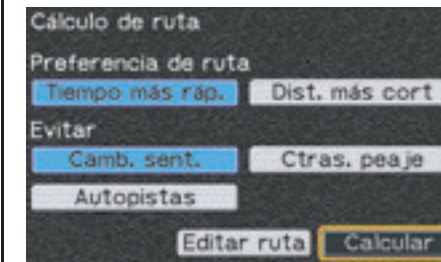 Cálculo de ruta
Preferencia de ruta
Tiempo más ráp. Dist. más cort
Evitar
Camb. sent. Ctras. peaje
Autopistas
Editar ruta Calcular